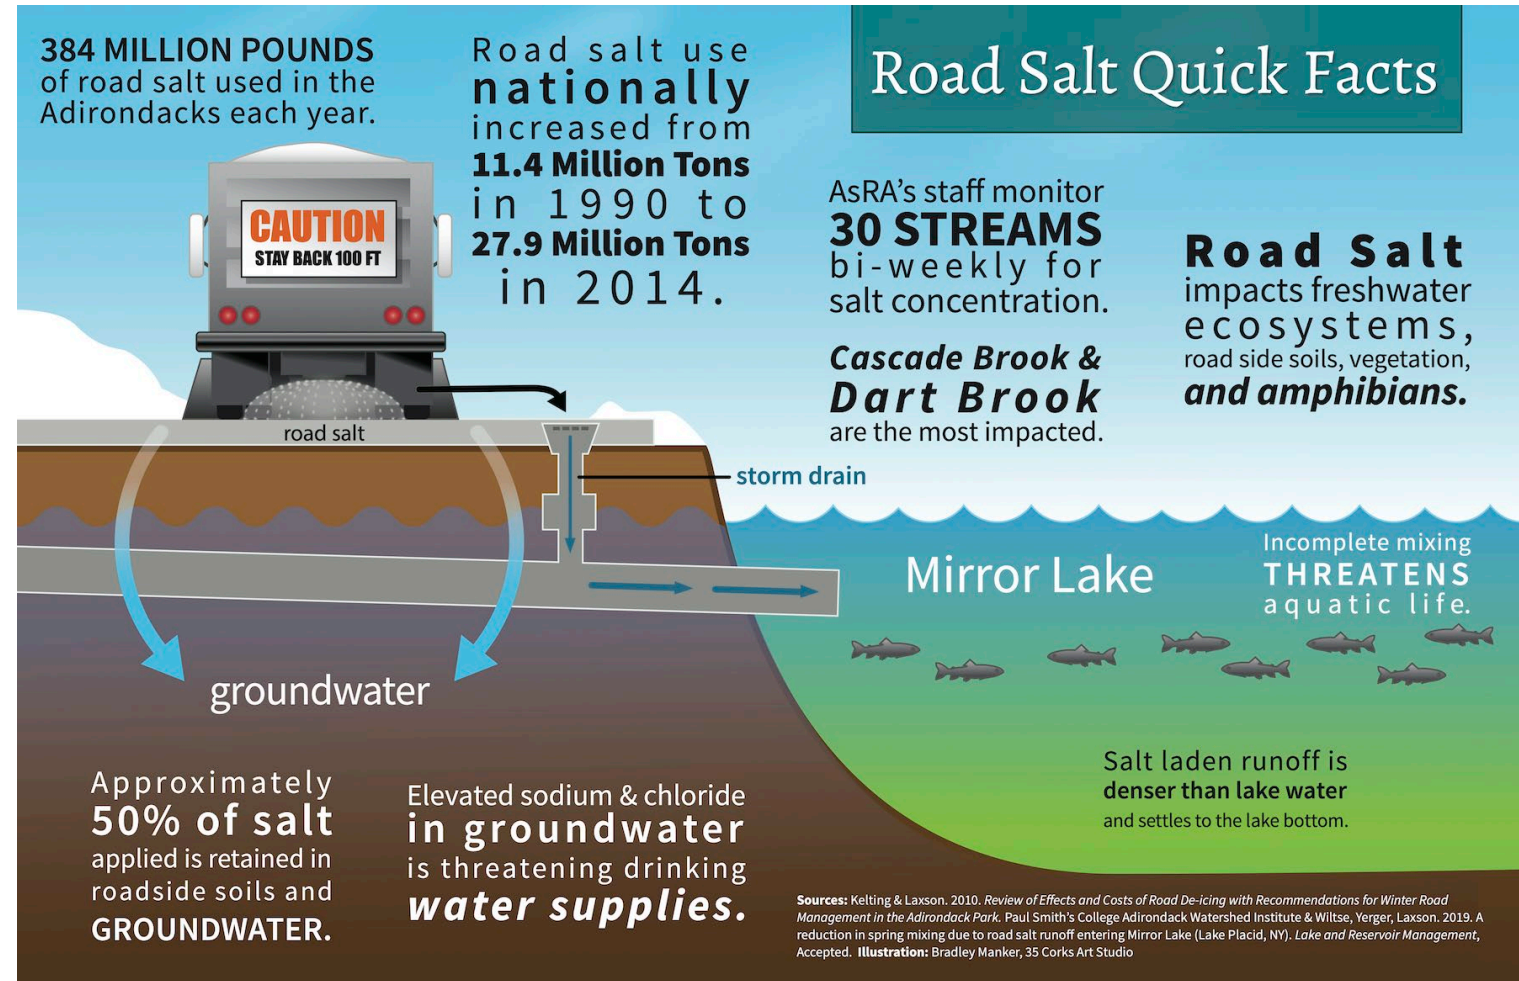 384 MILLION POUNDS
of road salt used in the
Adirondacks each year.
Road salt use
nationally
increased from
11.4 Million Tons
in 1990 to
27.9 Million Tons
in 2014.
Road Salt Quick Facts
CAUTION
STAY BACK 100 FT
AsRA's staff monitor
30 STREAMS
bi-weekly for
salt concentration.
Cascade Brook &
Dart Brook
are the most impacted.
Road Salt
impacts freshwater
ecosystems,
road side soils, vegetation,
and amphibians.
road salt
storm drain
Mirror Lake
Incomplete mixing
THREATENS
aquatic life.
groundwater
Approximately
50% of salt
applied is retained in
roadside soils and
GROUNDWATER.
Elevated sodium & chloride
in groundwater
is threatening drinking
water supplies.
Salt laden runoff is
denser than lake water
and settles to the lake bottom.
Sources: Kelting & Laxson. 2010. Review of Effects and Costs of Road De-icing with Recommendations for Winter Road
Management in the Adirondack Park. Paul Smith's College Adirondack Watershed Institute & Wiltse, Yerger, Laxson. 2019. A
reduction in spring mixing due to road salt runoff entering Mirror Lake (Lake Placid, NY). Lake and Reservoir Management,
Accepted. Illustration: Bradley Manker, 35 Corks Art Studio